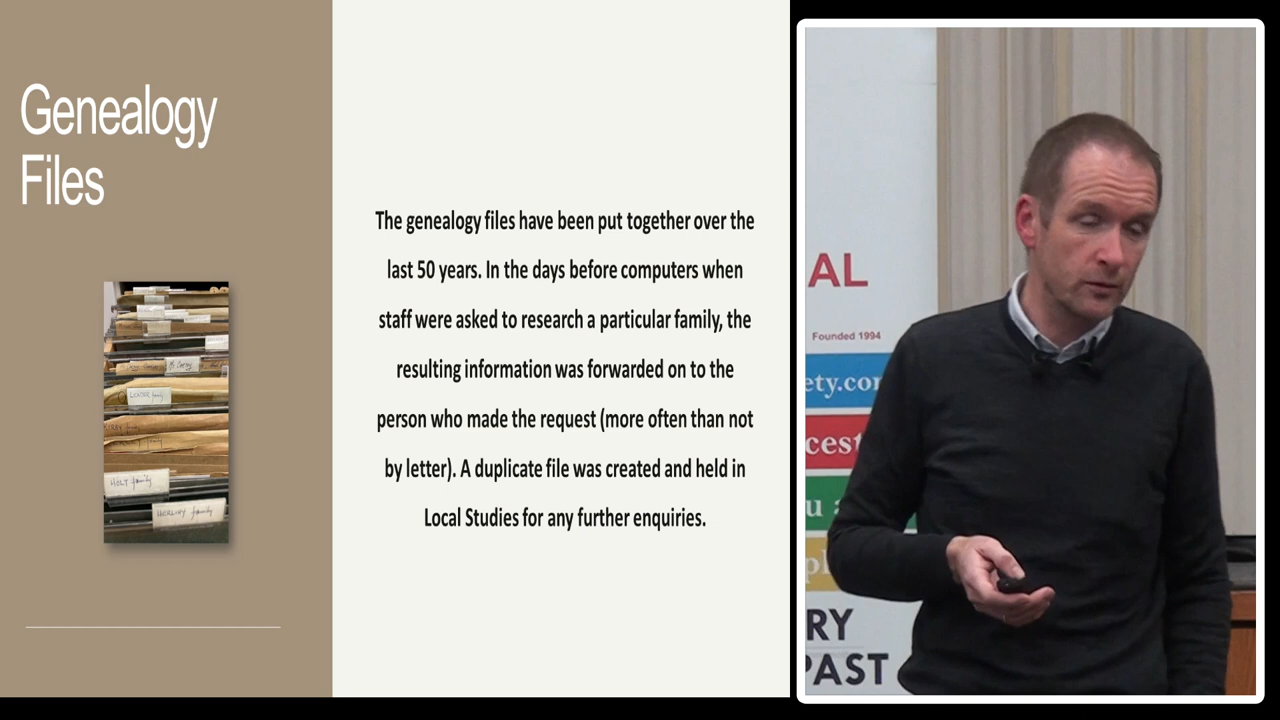 Genealogy
Files
The genealogy files have been put together over the
last 50 years. In the days before computers when
staff were asked to research a particular family, the
resulting information was forwarded on to the
person who made the request (more often than not
by letter). A duplicate file was created and held in
Local Studies for any further enquiries.
HOLY family
HERLIHY family
AL
Founded 1994
ety.com
cest
u a
RY
PAST